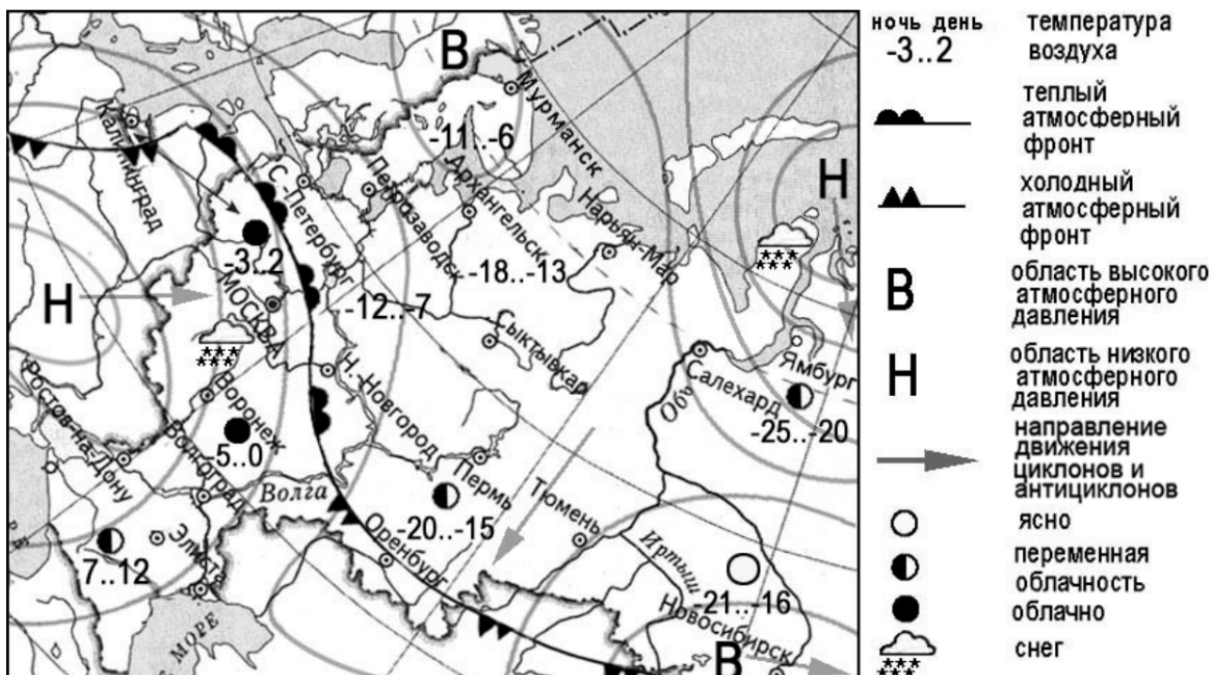 В
Мурманск
-11..-6
Калининград
С-Петербург
Петрозаводск
Архангельск
Нарьян-Мар
Н
-3..2
-18..-13
Н
МОСКВА
-12..-7
Сыктывкар
Ямбург
Салехард
Обь
-25..-20
Н. Новгород
Воронеж
-5..0
Ростов-на-Дону
Волгоград
Волга
Пермь
-20..-15
Тюмень
Оренбург
Иртыш
7..12
Элиста
-21..-16
Новосибирск
В
МОРЕ
ночь день
-3..2
температура
воздуха
теплый
атмосферный
фронт
холодный
атмосферный
фронт
В
область высокого
атмосферного
давления
Н
область низкого
атмосферного
давления
направление
движения
циклонов и
антициклонов
ясно
переменная
облачность
облачно
снег